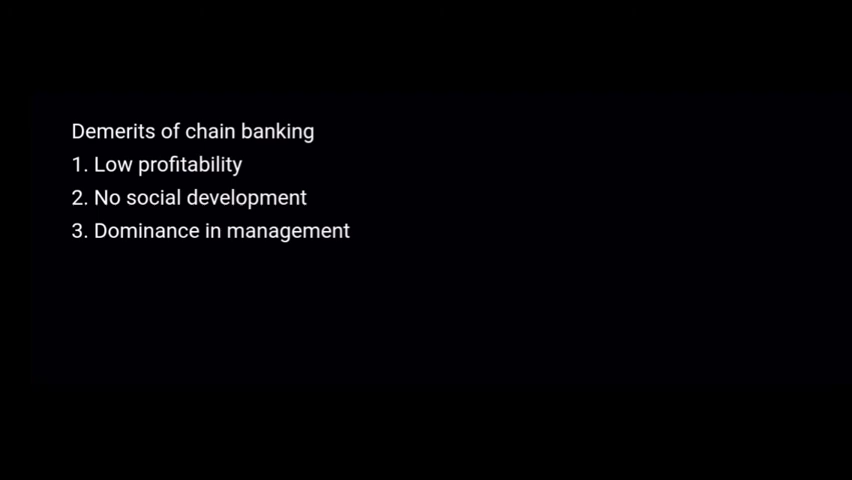 Demerits of chain banking
1. Low profitability
2. No social development
3. Dominance in management